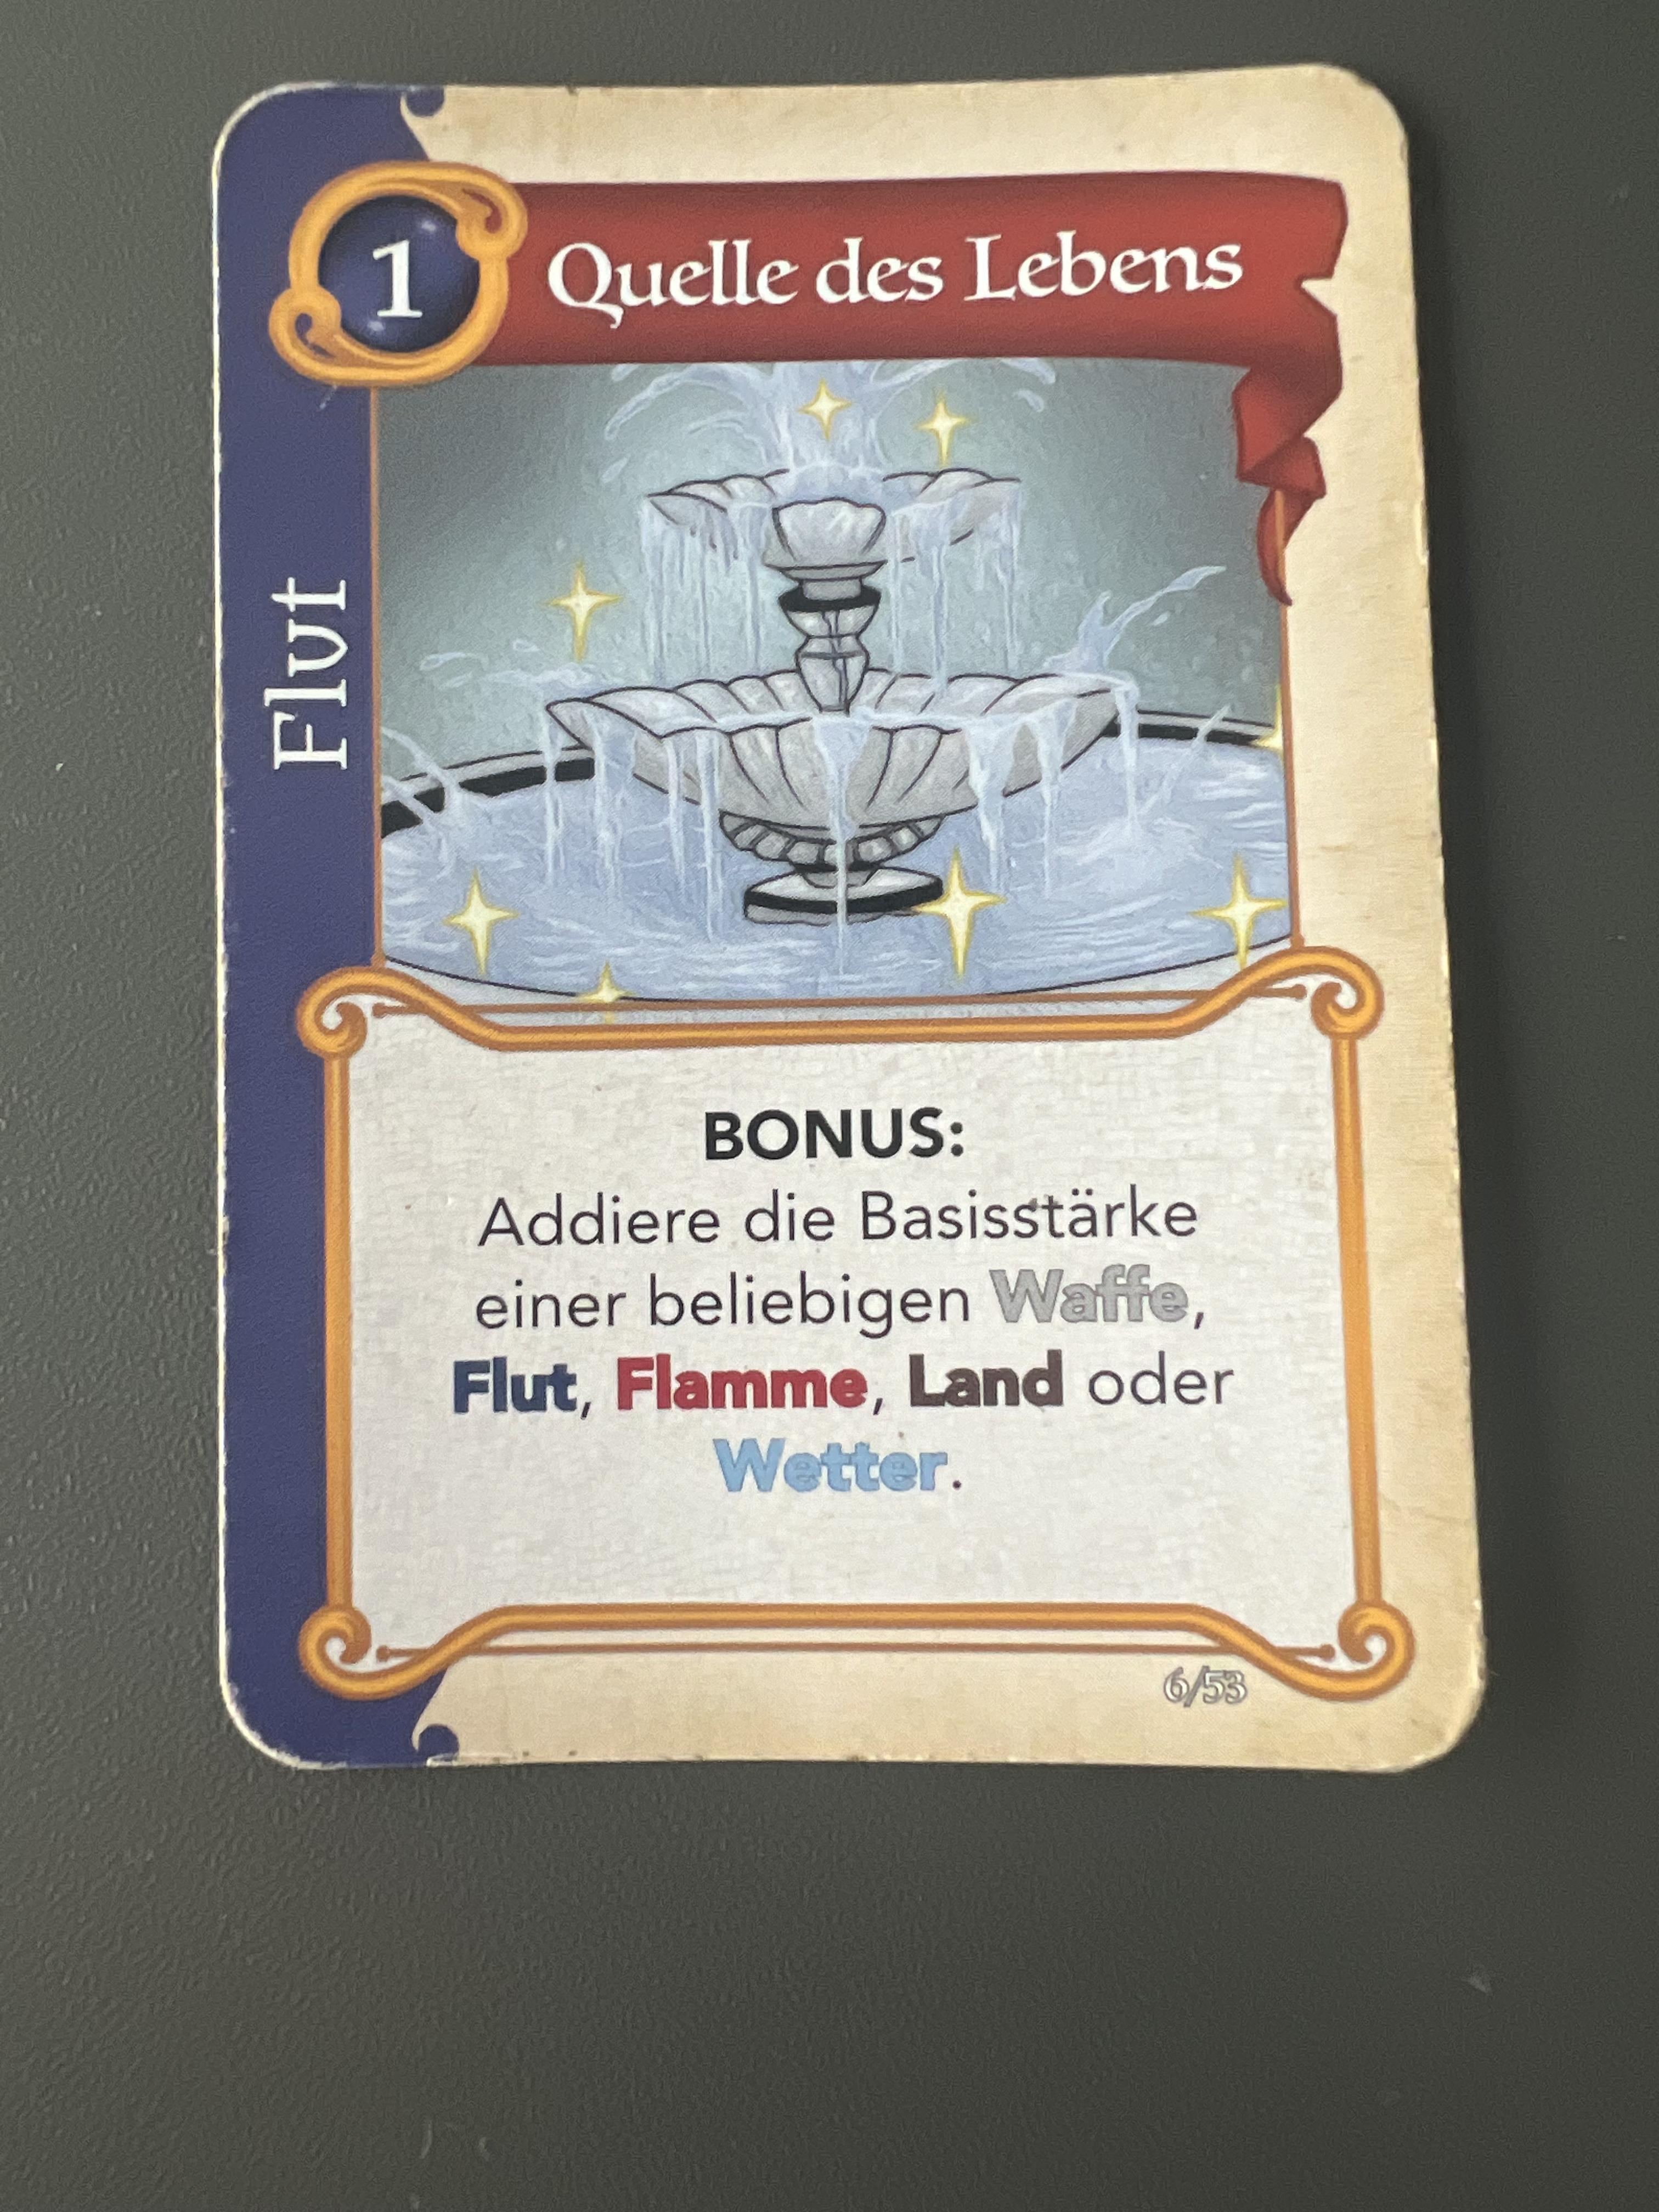 1
Quelle des Lebens
Flut
BONUS:
Addiere die Basisstärke
einer beliebigen Waffe,
Flut, Flamme, Land oder
Wetter.
6/53